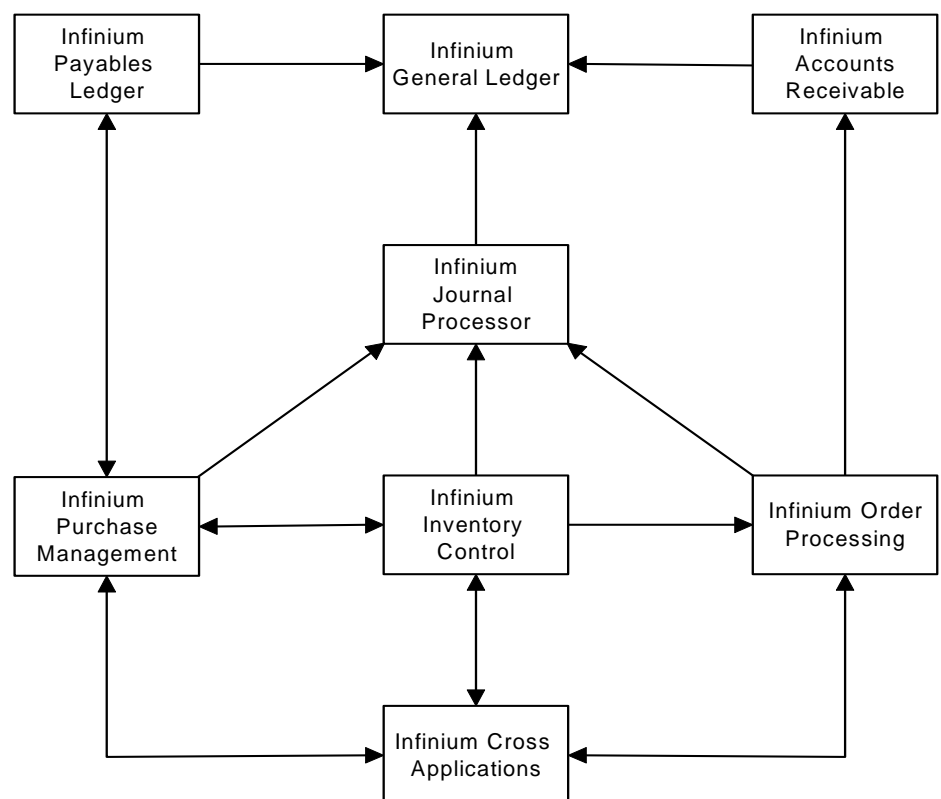 Infinium
Payables
Ledger
Infinium
General Ledger
Infinium
Accounts
Receivable
Infinium
Journal
Processor
Infinium
Purchase
Management
Infinium
Inventory
Control
Infinium Order
Processing
Infinium Cross
Applications